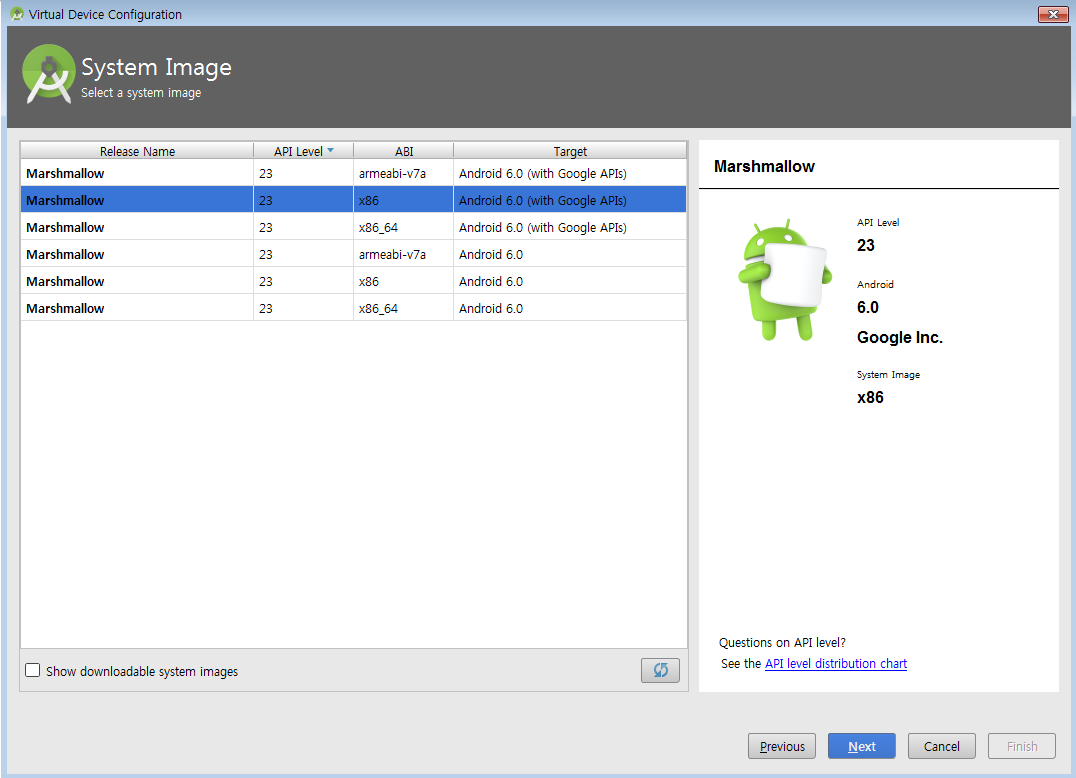 Virtual Device Configuration
System Image
Select a system image
Release Name API Level ABI Target
Marshmallow 23 armeabi-v7a Android 6.0 (with Google APIs)
Marshmallow 23 x86 Android 6.0 (with Google APIs)
Marshmallow 23 x86_64 Android 6.0 (with Google APIs)
Marshmallow 23 armeabi-v7a Android 6.0
Marshmallow 23 x86 Android 6.0
Marshmallow 23 x86_64 Android 6.0
Show downloadable system images
Marshmallow
API Level
23
Android
6.0
Google Inc.
System Image
x86
Questions on API level?
See the API level distribution chart
Previous Next Cancel Finish